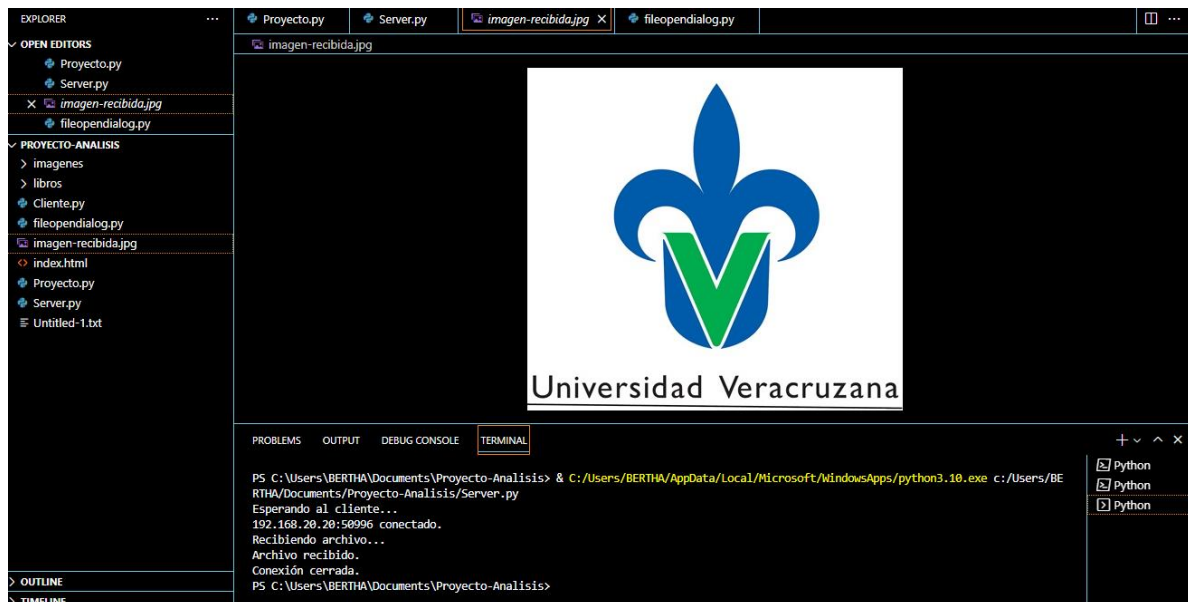 EXPLORER ...
OPEN EDITORS
Proyecto.py
Server.py
imagen-recibida.jpg
fileopendialog.py
PROYECTO-ANALISIS
imagenes
libros
Cliente.py
fileopendialog.py
imagen-recibida.jpg
index.html
Proyecto.py
Server.py
Untitled-1.txt
OUTLINE
TIMELINE
Proyecto.py Server.py imagen-recibida.jpg fileopendialog.py
imagen-recibida.jpg
Universidad Veracruzana
PROBLEMS OUTPUT DEBUG CONSOLE TERMINAL
PS C:\Users\BERTHA\Documents\Proyecto-Analisis> & C:/Users/BERTHA/AppData/Local/Microsoft/WindowsApps/python3.10.exe c:/Users/BE
RTHA/Documents/Proyecto-Analisis/Server.py
Esperando al cliente...
192.168.20.20:50996 conectado.
Recibiendo archivo...
Archivo recibido.
Conexión cerrada.
PS C:\Users\BERTHA\Documents\Proyecto-Analisis>
Python
Python
Python